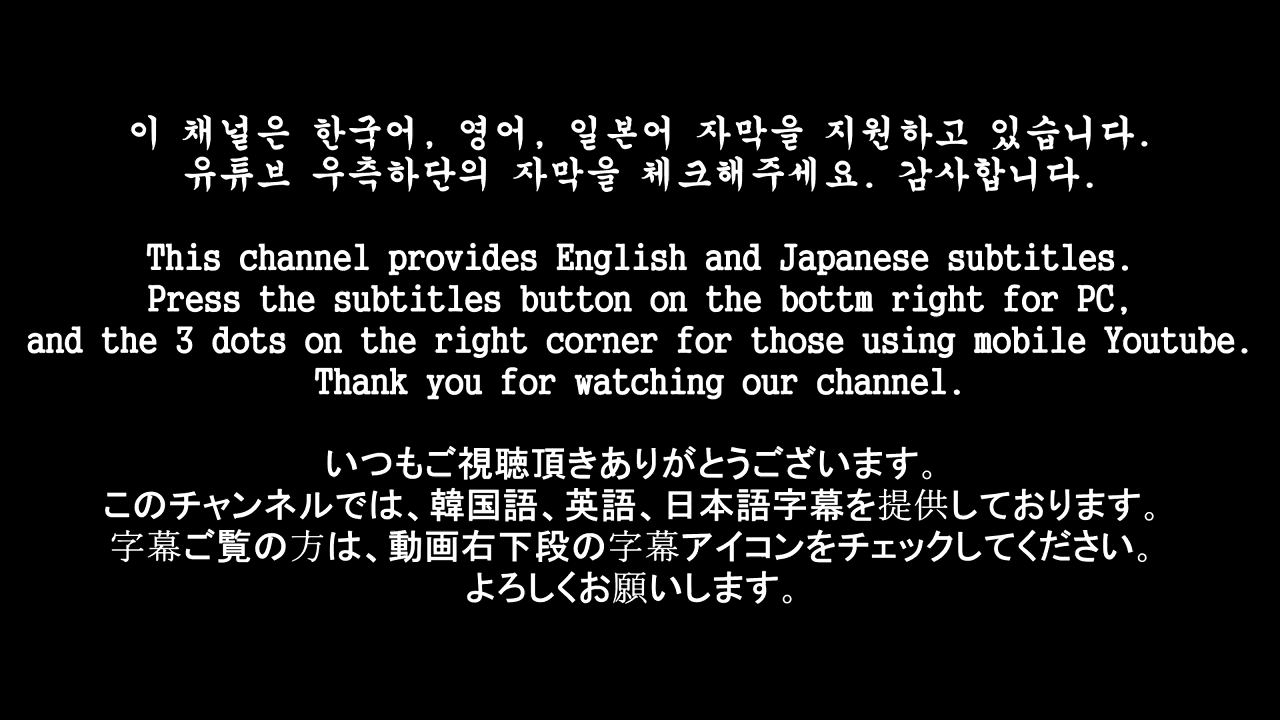 이 채널은 한국어, 영어, 일본어 자막을 지원하고 있습니다.
유튜브 우측하단의 자막을 체크해주세요. 감사합니다.
This channel provides English and Japanese subtitles.
Press the subtitles button on the bottm right for PC,
and the 3 dots on the right corner for those using mobile Youtube.
Thank you for watching our channel.
いつもご視聴頂きありがとうございます。
このチャンネルでは、韓国語、英語、日本語字幕を提供しております。
字幕ご覧の方は、動画右下段の字幕アイコンをチェックしてください。
よろしくお願いします。